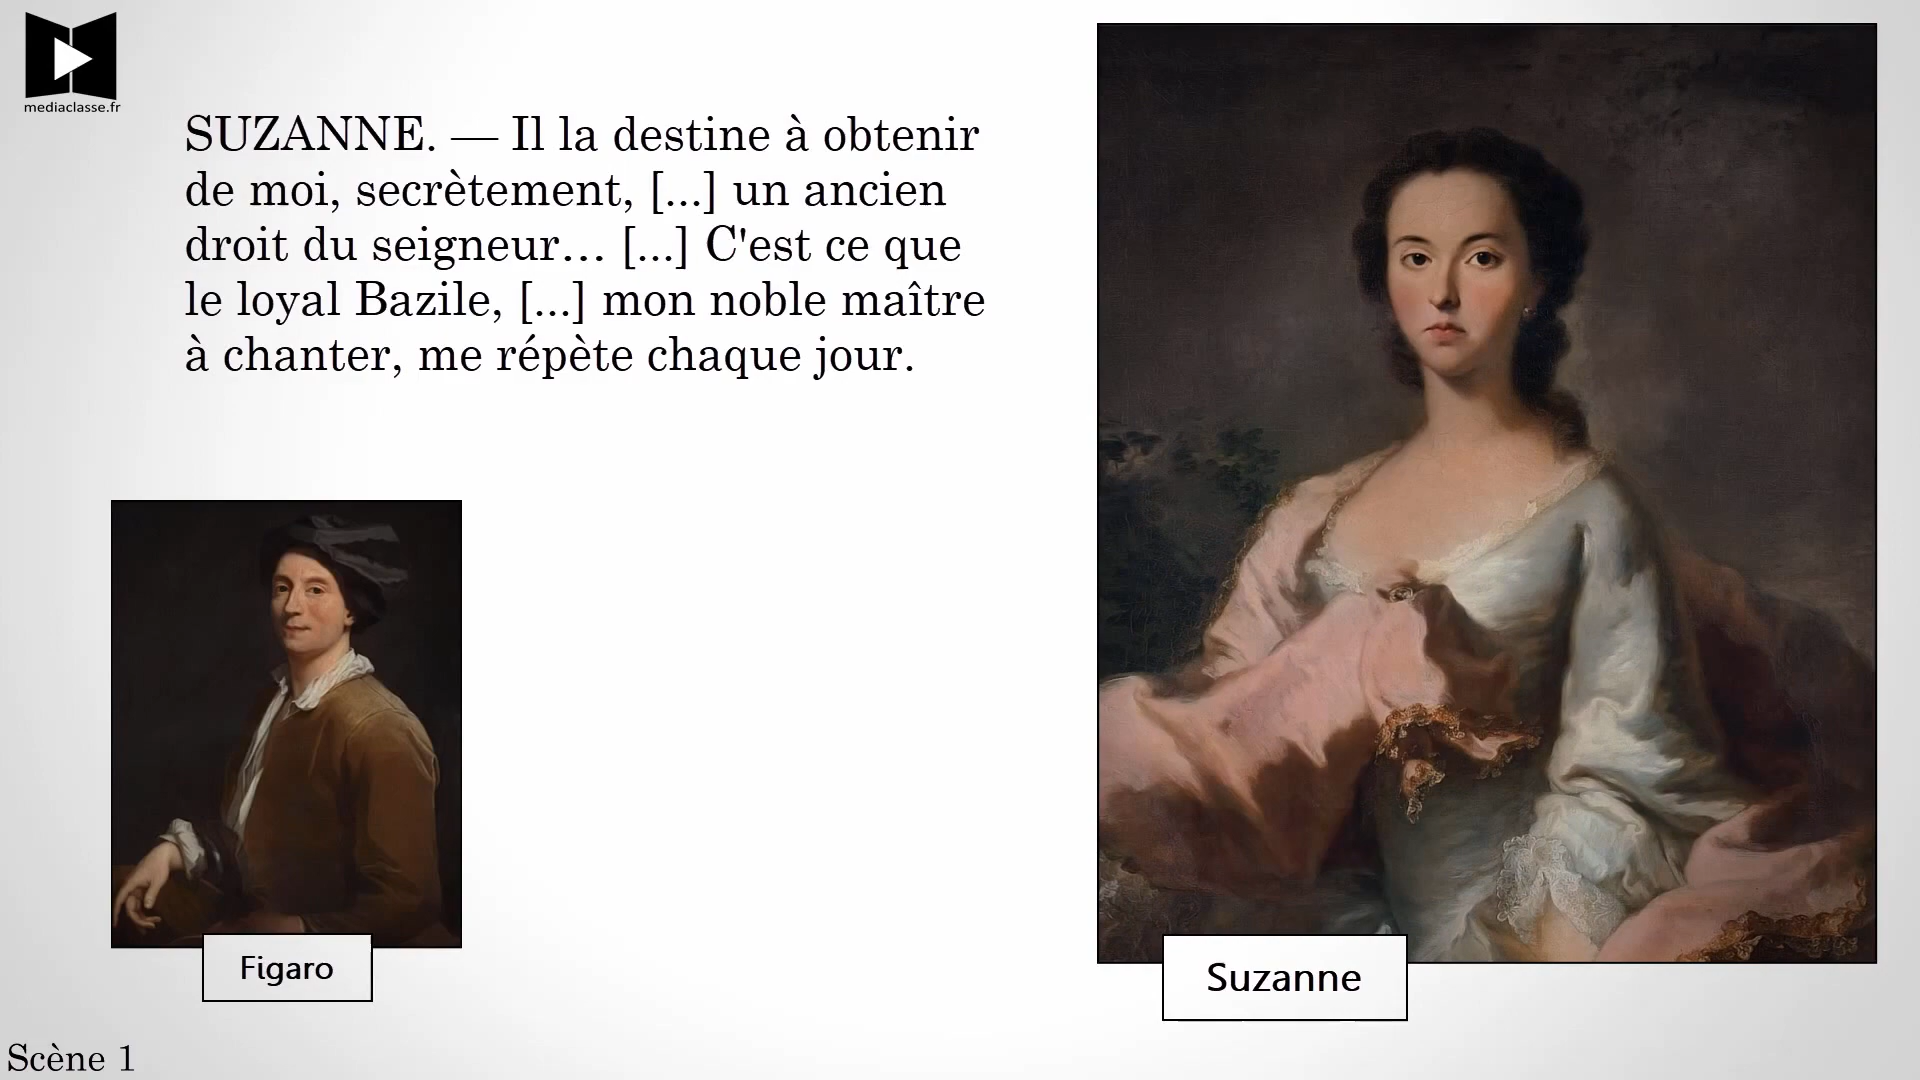 mediaclasse.fr
SUZANNE. — Il la destine à obtenir
de moi, secrètement, [...] un ancien
droit du seigneur… [...] C'est ce que
le loyal Bazile, [...] mon noble maître
à chanter, me répète chaque jour.
Figaro
Suzanne
Scène 1